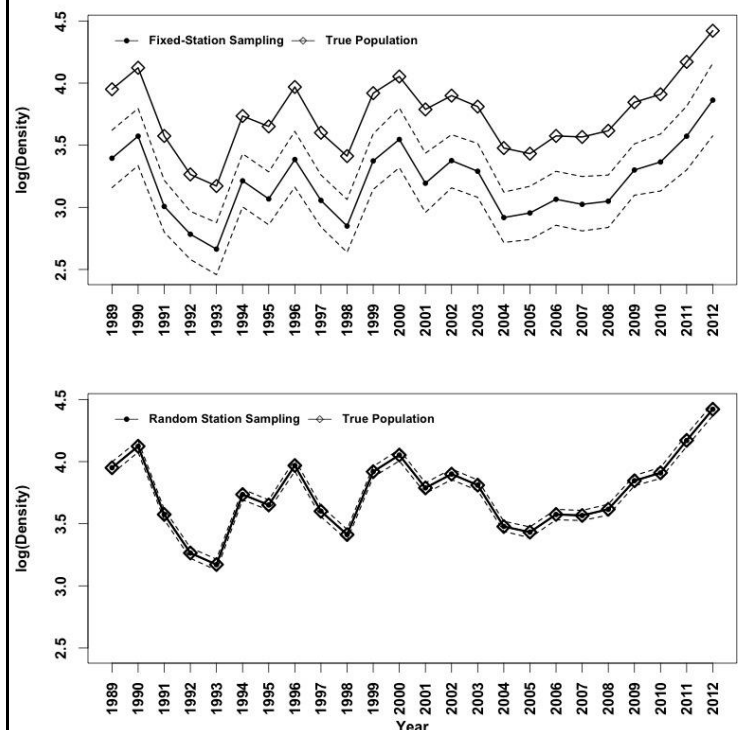 Fixed-Station Sampling True Population
log(Density)
4.5
4.0
3.5
3.0
2.5
1989 1990 1991 1992 1993 1994 1995 1996 1997 1998 1999 2000 2001 2002 2003 2004 2005 2006 2007 2008 2009 2010 2011 2012
Random Station Sampling True Population
log(Density)
4.5
4.0
3.5
3.0
2.5
1989 1990 1991 1992 1993 1994 1995 1996 1997 1998 1999 2000 2001 2002 2003 2004 2005 2006 2007 2008 2009 2010 2011 2012
Year